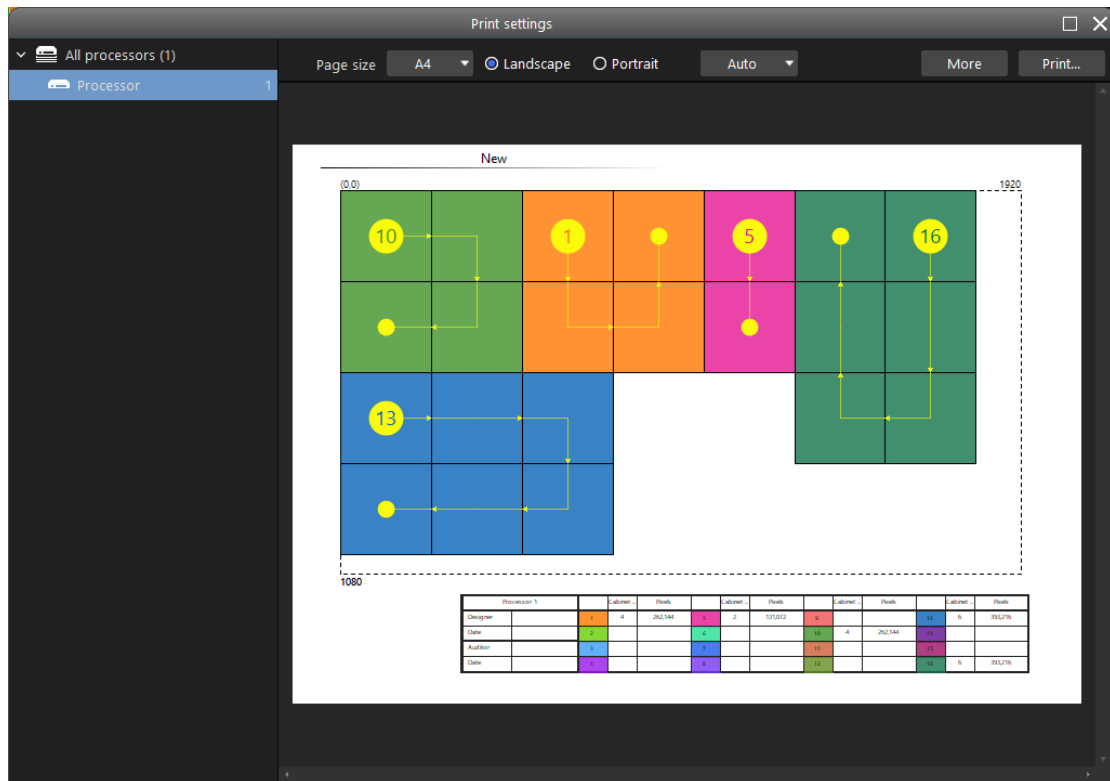 Print settings
All processors (1)
Processor 1
Page size A4 Landscape Portrait Auto More Print...
New
(0,0) 1920
10 1 5 16
13
1080
Processor 1 Cabinet ... Pixels Cabinet ... Pixels Cabinet ... Pixels Cabinet ... Pixels
Designer 1 4 262,144 5 2 131,072 9 13 6 393,216
Date 2 6 10 4 262,144 14
Auditor 3 7 11 15
Date 4 8 12 16 6 393,216